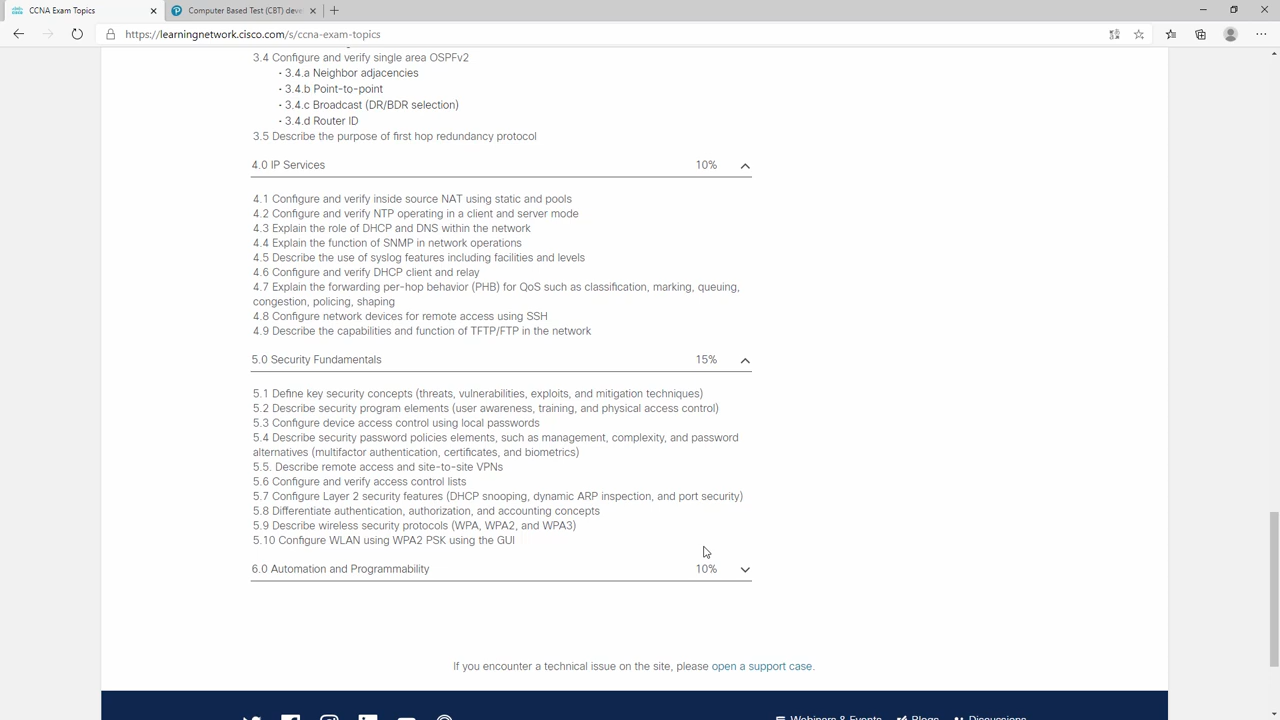 CCNA Exam Topics
Computer Based Test (CBT) deve
https://learningnetwork.cisco.com/s/ccna-exam-topics
3.4 Configure and verify single area OSPFv2
• 3.4.a Neighbor adjacencies
• 3.4.b Point-to-point
• 3.4.c Broadcast (DR/BDR selection)
• 3.4.d Router ID
3.5 Describe the purpose of first hop redundancy protocol
4.0 IP Services 10%
4.1 Configure and verify inside source NAT using static and pools
4.2 Configure and verify NTP operating in a client and server mode
4.3 Explain the role of DHCP and DNS within the network
4.4 Explain the function of SNMP in network operations
4.5 Describe the use of syslog features including facilities and levels
4.6 Configure and verify DHCP client and relay
4.7 Explain the forwarding per-hop behavior (PHB) for QoS such as classification, marking, queuing,
congestion, policing, shaping
4.8 Configure network devices for remote access using SSH
4.9 Describe the capabilities and function of TFTP/FTP in the network
5.0 Security Fundamentals 15%
5.1 Define key security concepts (threats, vulnerabilities, exploits, and mitigation techniques)
5.2 Describe security program elements (user awareness, training, and physical access control)
5.3 Configure device access control using local passwords
5.4 Describe security password policies elements, such as management, complexity, and password
alternatives (multifactor authentication, certificates, and biometrics)
5.5. Describe remote access and site-to-site VPNs
5.6 Configure and verify access control lists
5.7 Configure Layer 2 security features (DHCP snooping, dynamic ARP inspection, and port security)
5.8 Differentiate authentication, authorization, and accounting concepts
5.9 Describe wireless security protocols (WPA, WPA2, and WPA3)
5.10 Configure WLAN using WPA2 PSK using the GUI
6.0 Automation and Programmability 10%
If you encounter a technical issue on the site, please open a support case.
Webinars & Events Blogs Discussions